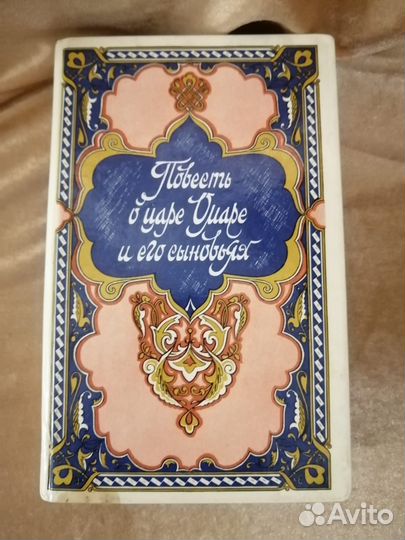 Повесть
о царе Омаре
и его сыновьях
Avito